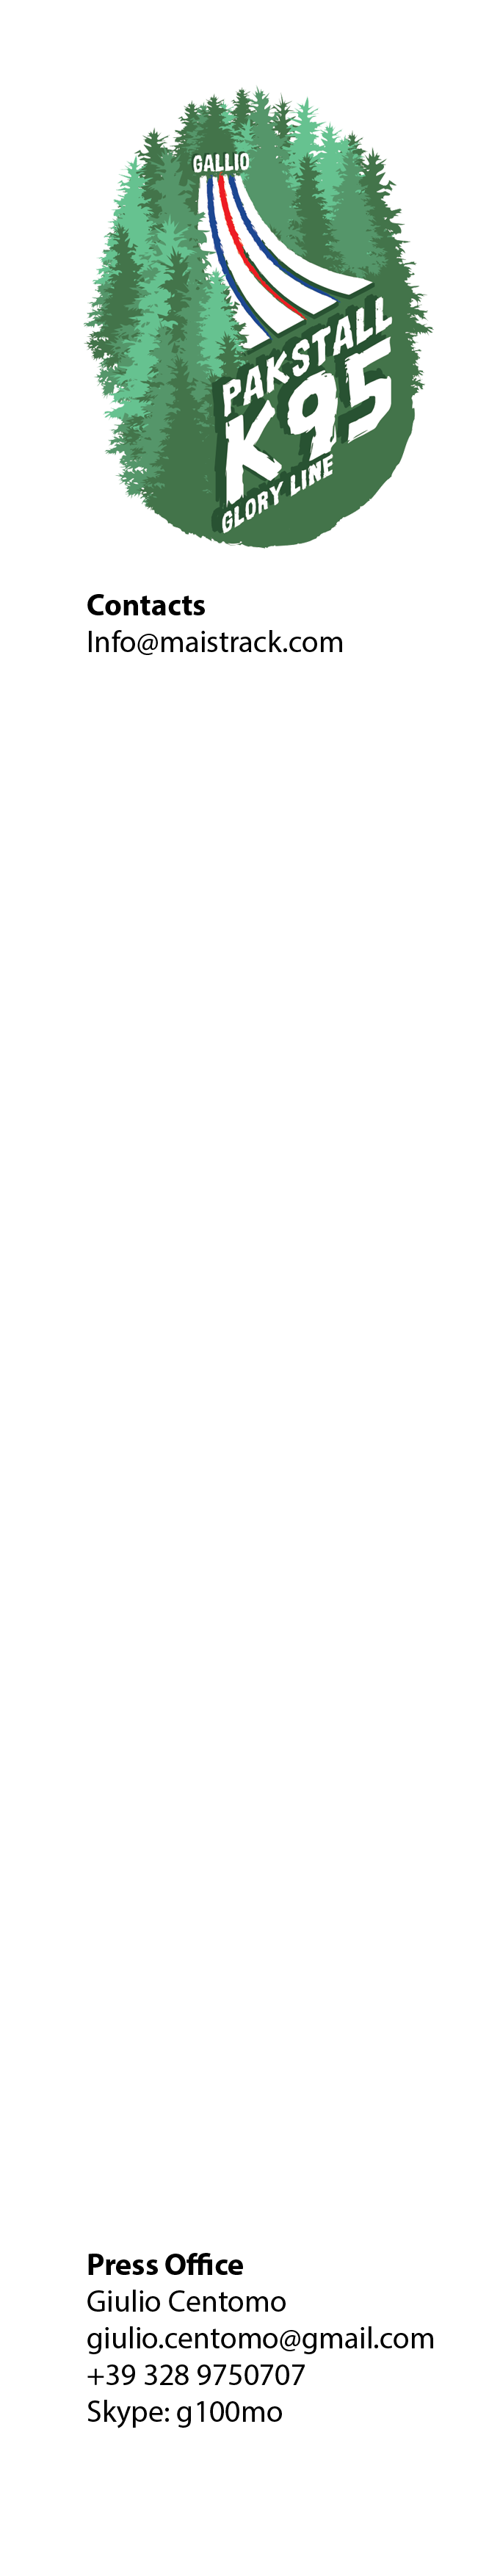 GALLIO
PAKSTALL
K95
GLORY LINE
Contacts
Info@maistrack.com
Press Office
Giulio Centomo
giulio.centomo@gmail.com
+39 328 9750707
Skype: g100mo